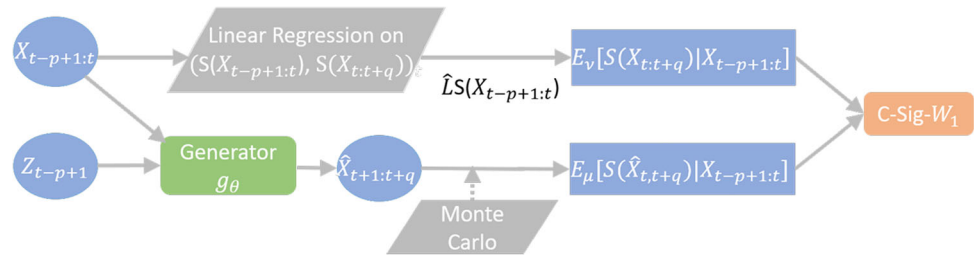 X_{t−p+1:t}
Linear Regression on
(S(X_{t−p+1:t}), S(X_{t:t+q}))_t
L̂S(X_{t−p+1:t})
E_ν[S(X_{t:t+q})|X_{t−p+1:t}]
C-Sig-W_1
Z_{t−p+1}
Generator
g_θ
X̂_{t+1:t+q}
E_μ[S(X̂_{t,t+q})|X_{t−p+1:t}]
Monte
Carlo